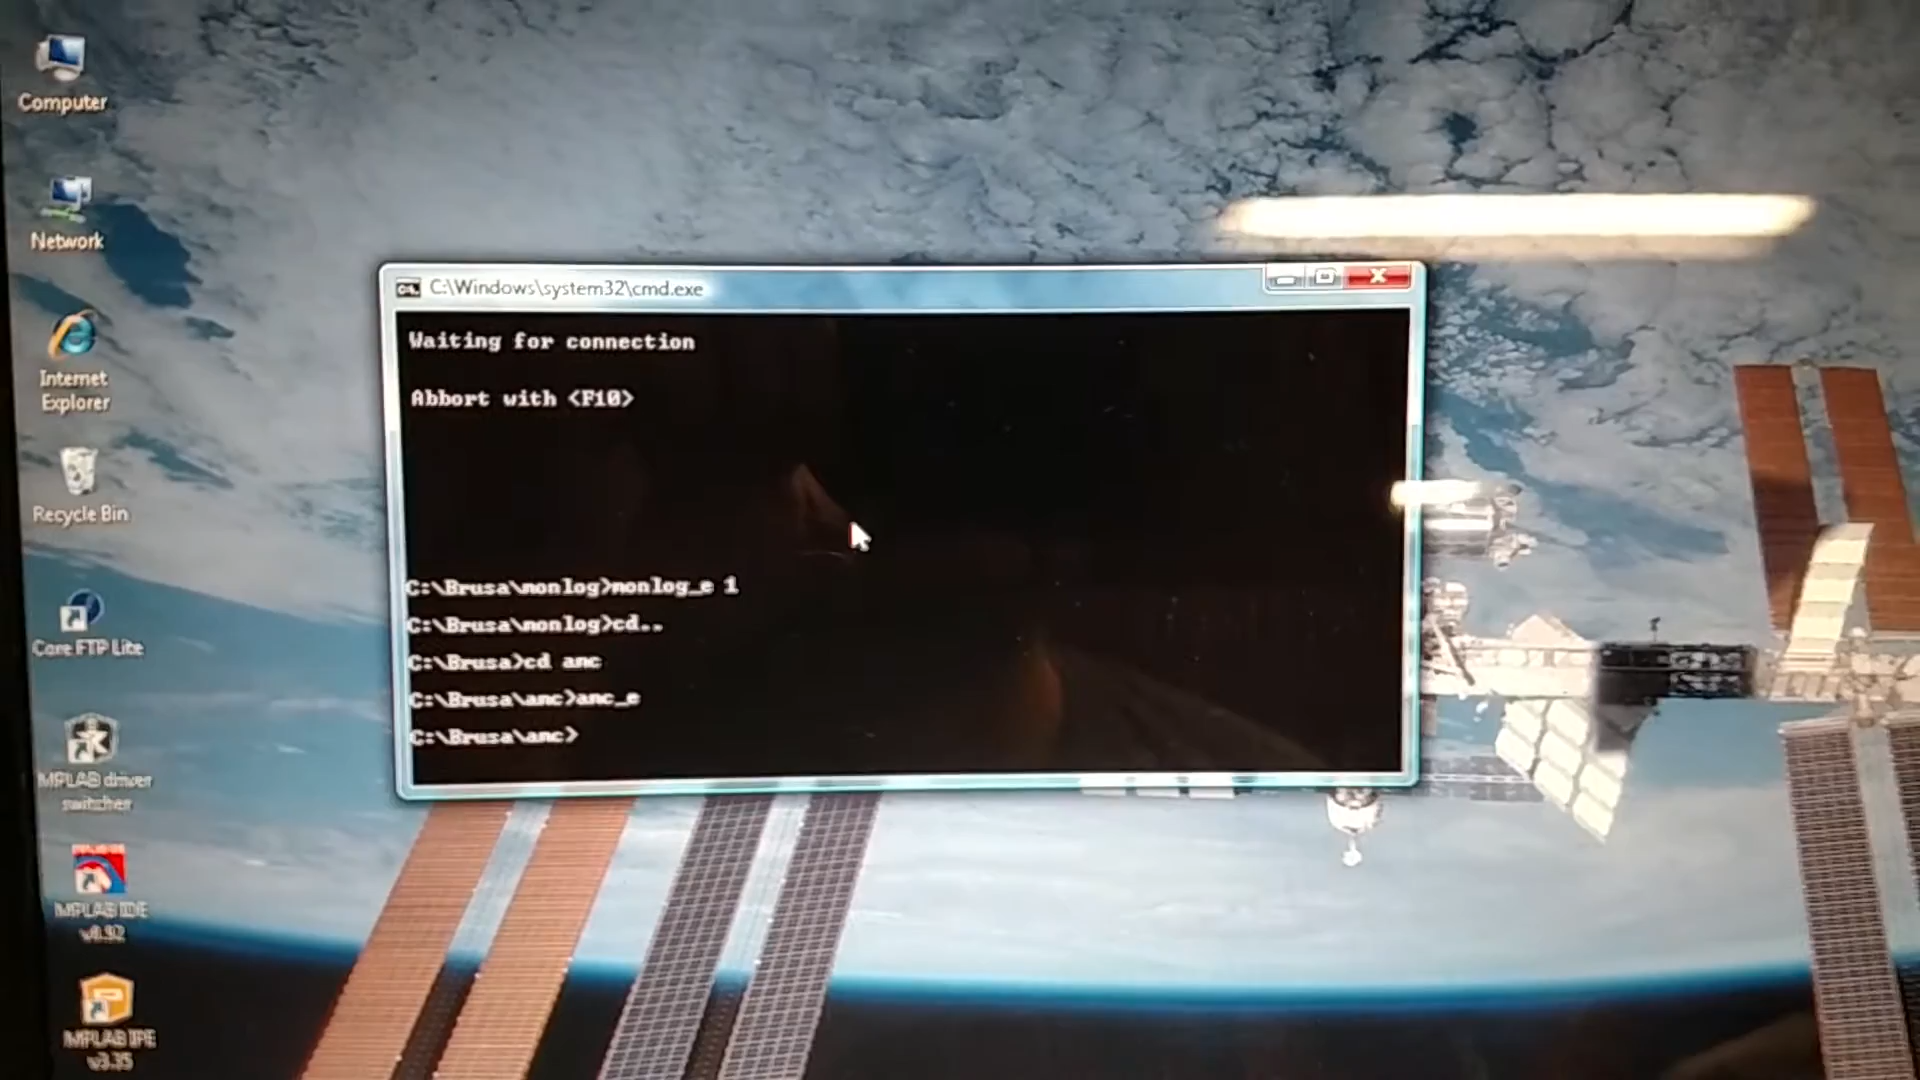 Computer
Network
Internet
Explorer
Recycle Bin
Core FTP Lite
MPLAB driver
switcher
MPLAB IDE
v8.92
MPLAB IPE
v3.35
C:\Windows\system32\cmd.exe
Waiting for connection
Abbort with <F10>
C:\Brusa\monlog>monlog_e 1
C:\Brusa\monlog>cd..
C:\Brusa>cd amc
C:\Brusa\amc>amc_e
C:\Brusa\amc>